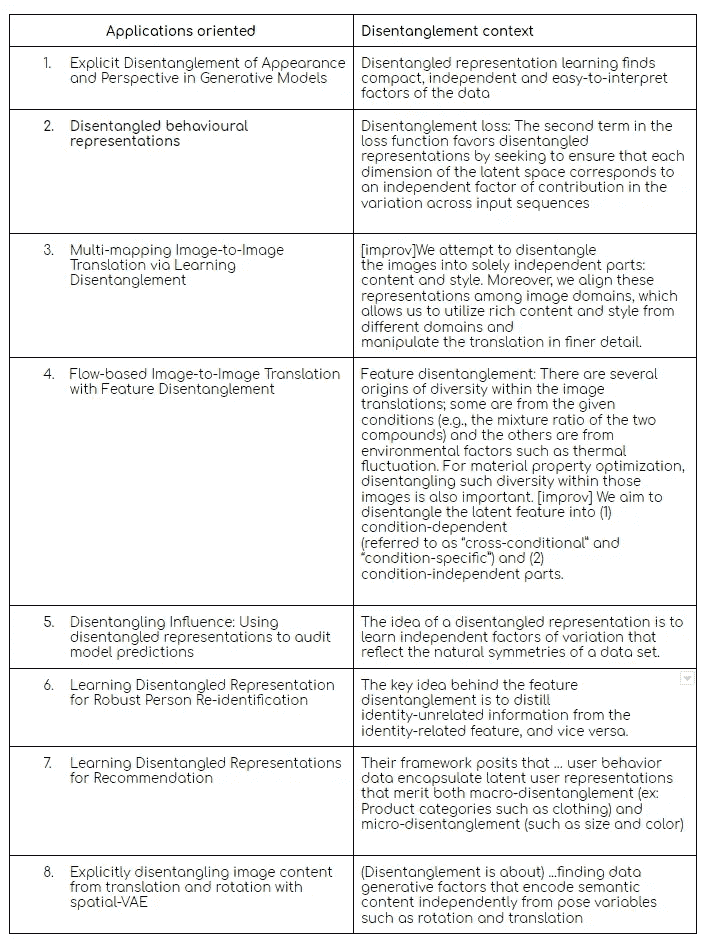 Applications oriented
Disentanglement context
1. Explicit Disentanglement of Appearance
and Perspective in Generative Models
Disentangled representation learning finds
compact, independent and easy-to-interpret
factors of the data
2. Disentangled behavioural
representations
Disentanglement loss: The second term in the
loss function favors disentangled
representations by seeking to ensure that each
dimension of the latent space corresponds to
an independent factor of contribution in the
variation across input sequences
3. Multi-mapping Image-to-Image
Translation via Learning
Disentanglement
[improv]We attempt to disentangle
the images into solely independent parts:
content and style. Moreover, we align these
representations among image domains, which
allows us to utilize rich content and style from
different domains and
manipulate the translation in finer detail.
4. Flow-based Image-to-Image Translation
with Feature Disentanglement
Feature disentanglement: There are several
origins of diversity within the image
translations; some are from the given
conditions (e.g., the mixture ratio of the two
compounds) and the others are from
environmental factors such as thermal
fluctuation. For material property optimization,
disentangling such diversity within those
images is also important. [improv] We aim to
disentangle the latent feature into (1)
condition-dependent
(referred to as "cross-conditional" and
"condition-specific") and (2)
condition-independent parts.
5. Disentangling Influence: Using
disentangled representations to audit
model predictions
The idea of a disentangled representation is to
learn independent factors of variation that
reflect the natural symmetries of a data set.
6. Learning Disentangled Representation
for Robust Person Re-identification
The key idea behind the feature
disentanglement is to distill
identity-unrelated information from the
identity-related feature, and vice versa.
7. Learning Disentangled Representations
for Recommendation
Their framework posits that ... user behavior
data encapsulate latent user representations
that merit both macro-disentanglement (ex:
Product categories such as clothing) and
micro-disentanglement (such as size and color)
8. Explicitly disentangling image content
from translation and rotation with
spatial-VAE
(Disentanglement is about) ...finding data
generative factors that encode semantic
content independently from pose variables
such as rotation and translation